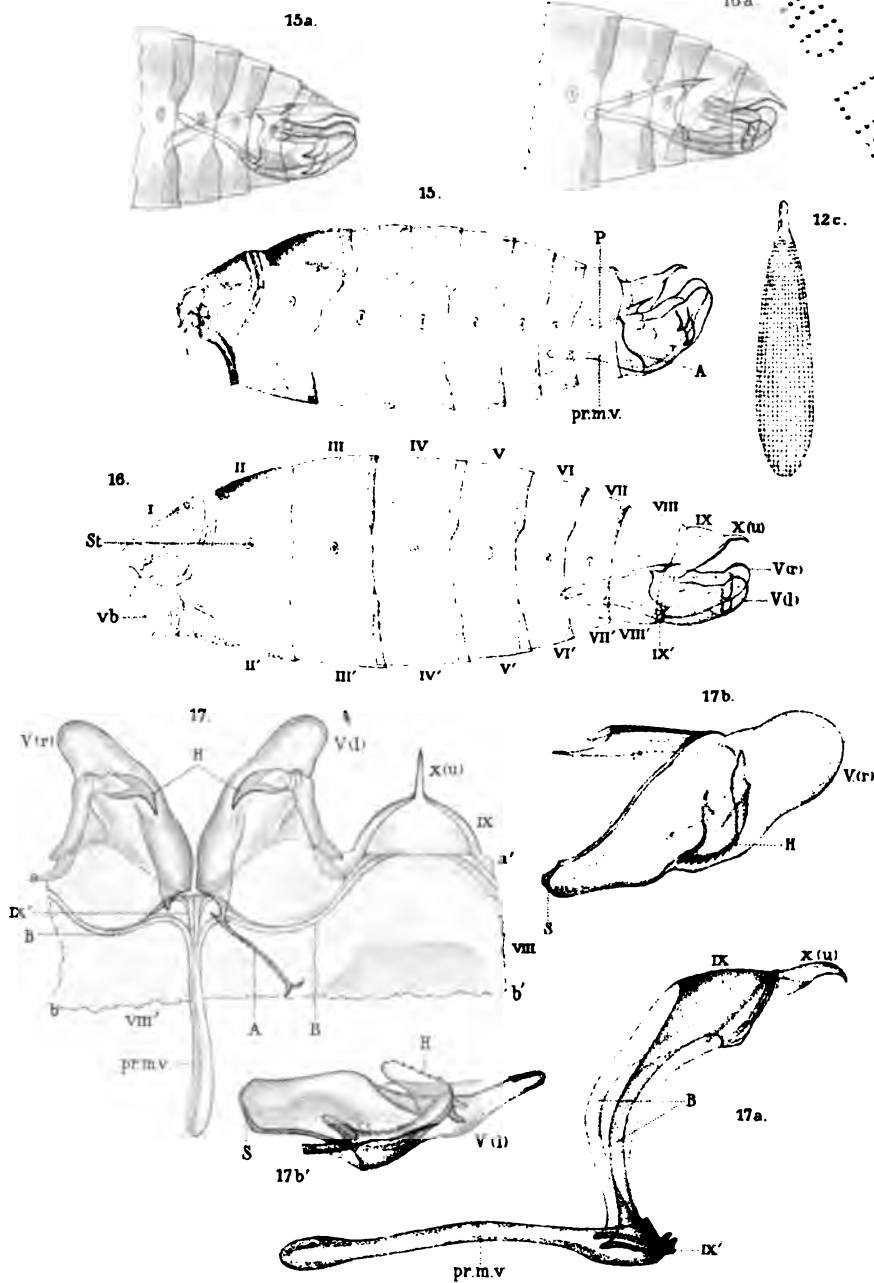 15a.
16a.
15.
P
12c.
A
pr.m.v.
16.
I
II
III
IV
V
VI
VII
VIII
IX
X(u)
St
V(r)
V(l)
vb
II'
III'
IV'
V'
VI'
VII'
VIII'
IX'
17.
17b.
V(r)
H
V(l)
X(u)
IX
V(r)
a
a'
H
IX'
S
B
VIII
b
b'
VIII'
A
B
IX
X(u)
pr.m.v.
H
B
17a.
S
V(l)
17b'
IX'
pr.m.v